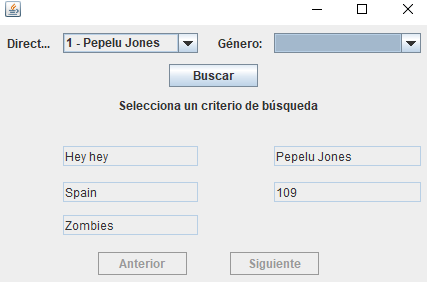 Direct... 1 - Pepelu Jones Género:
Buscar
Selecciona un criterio de búsqueda
Hey hey Pepelu Jones
Spain 109
Zombies
Anterior Siguiente